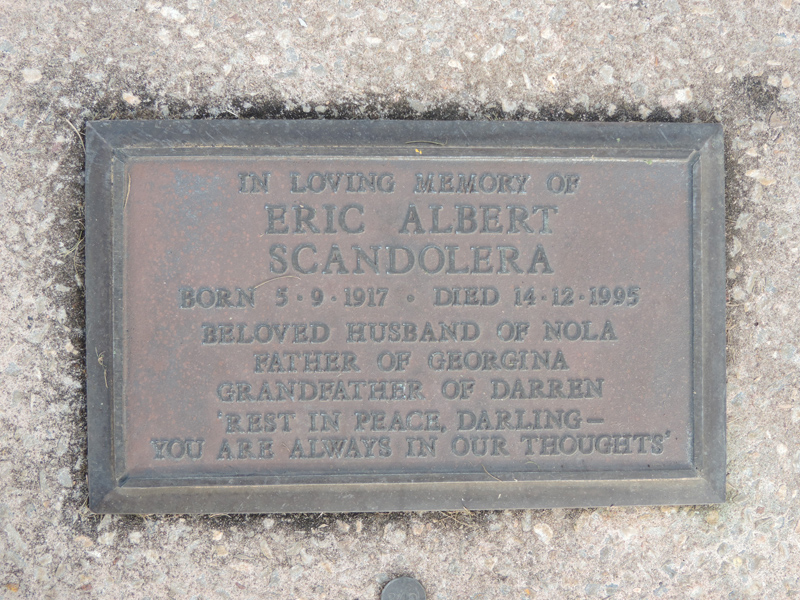 IN LOVING MEMORY OF
ERIC ALBERT
SCANDOLERA
BORN 5·9·1917 · DIED 14·12·1995
BELOVED HUSBAND OF NOLA
FATHER OF GEORGINA
GRANDFATHER OF DARREN
'REST IN PEACE, DARLING—
YOU ARE ALWAYS IN OUR THOUGHTS'